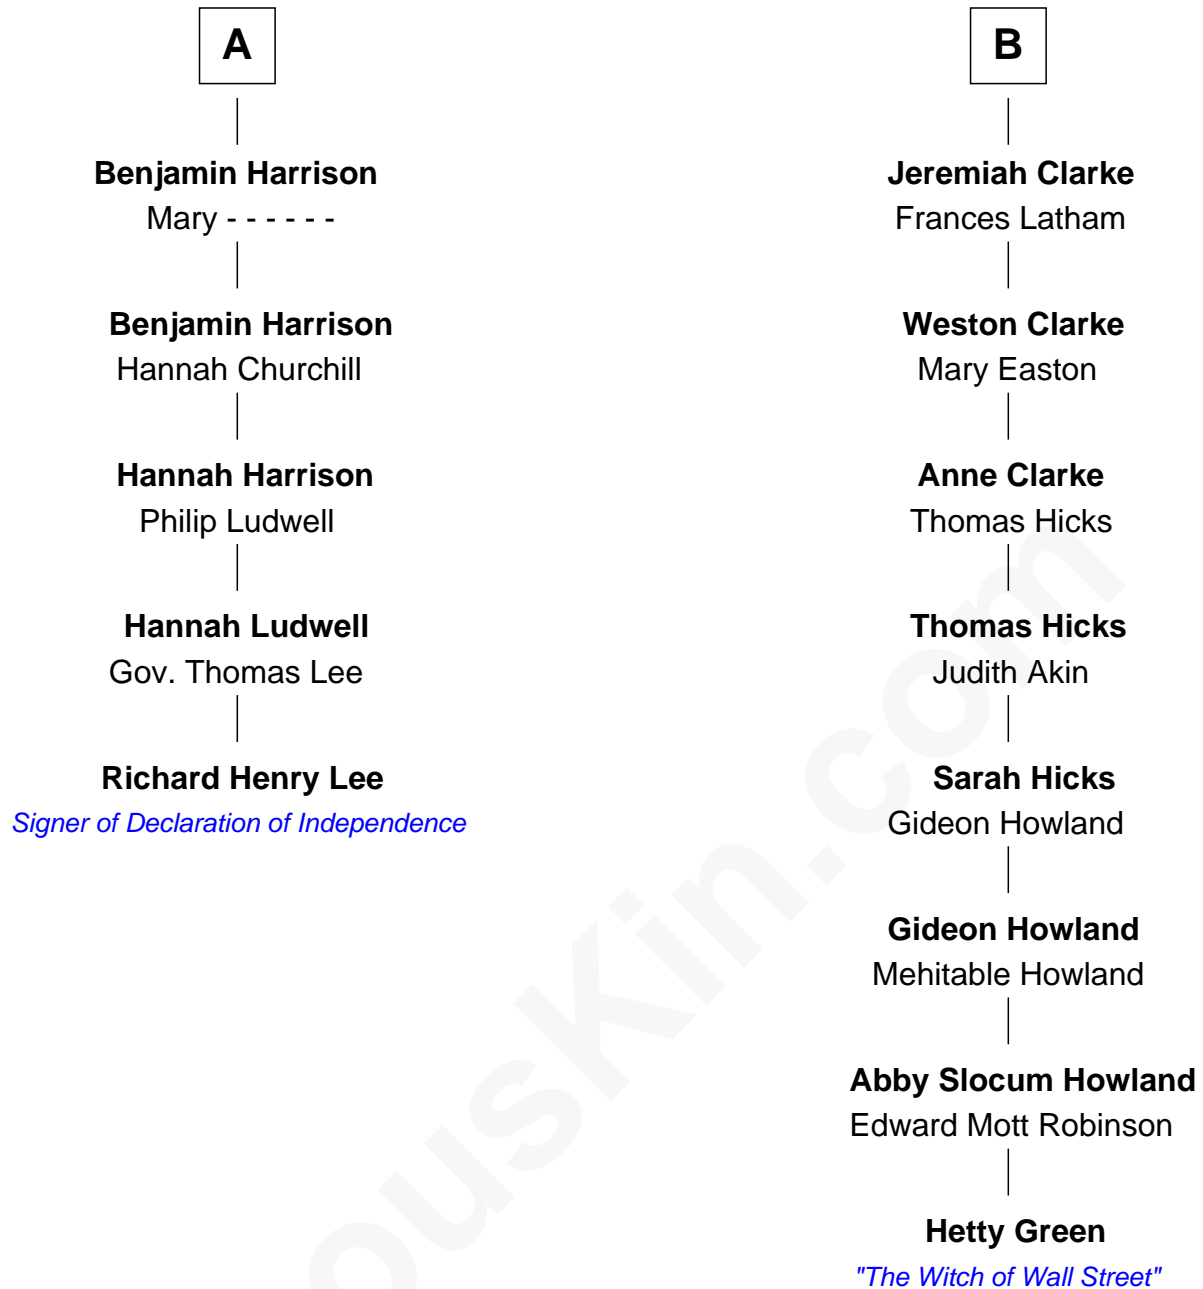 A
Benjamin Harrison
Mary - - - - - -
Benjamin Harrison
Hannah Churchill
Hannah Harrison
Philip Ludwell
Hannah Ludwell
Gov. Thomas Lee
Richard Henry Lee
Signer of Declaration of Independence
B
Jeremiah Clarke
Frances Latham
Weston Clarke
Mary Easton
Anne Clarke
Thomas Hicks
Thomas Hicks
Judith Akin
Sarah Hicks
Gideon Howland
Gideon Howland
Mehitable Howland
Abby Slocum Howland
Edward Mott Robinson
Hetty Green
"The Witch of Wall Street"
ousKin.com